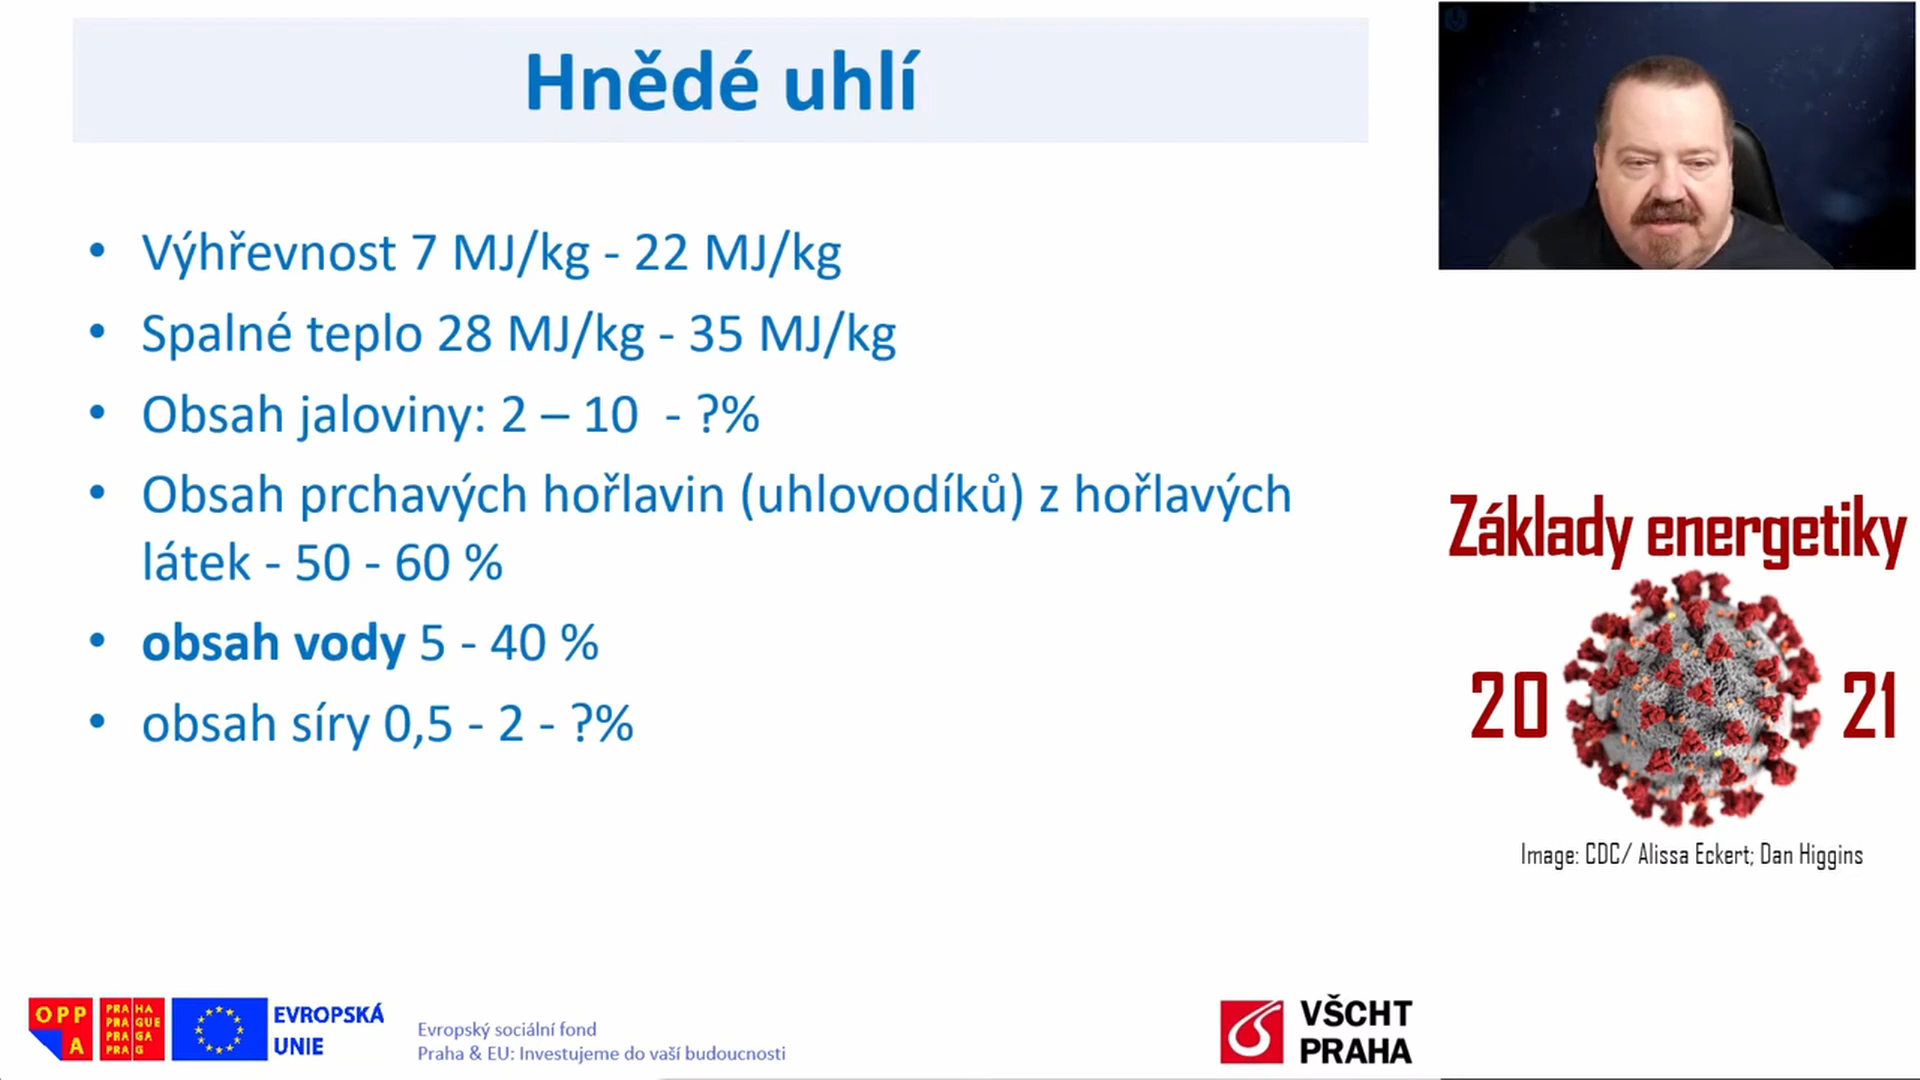 Hnědé uhlí
• Výhřevnost 7 MJ/kg - 22 MJ/kg
• Spalné teplo 28 MJ/kg - 35 MJ/kg
• Obsah jaloviny: 2 – 10 - ?%
• Obsah prchavých hořlavin (uhlovodíků) z hořlavých
látek - 50 - 60 %
• obsah vody 5 - 40 %
• obsah síry 0,5 - 2 - ?%
Základy energetiky
20 21
Image: CDC/ Alissa Eckert; Dan Higgins
OPP
A
PRA HA
PRA GUE
PRA GA
PRA G
EVROPSKÁ
UNIE
Evropský sociální fond
Praha & EU: Investujeme do vaší budoucnosti
VŠCHT
PRAHA